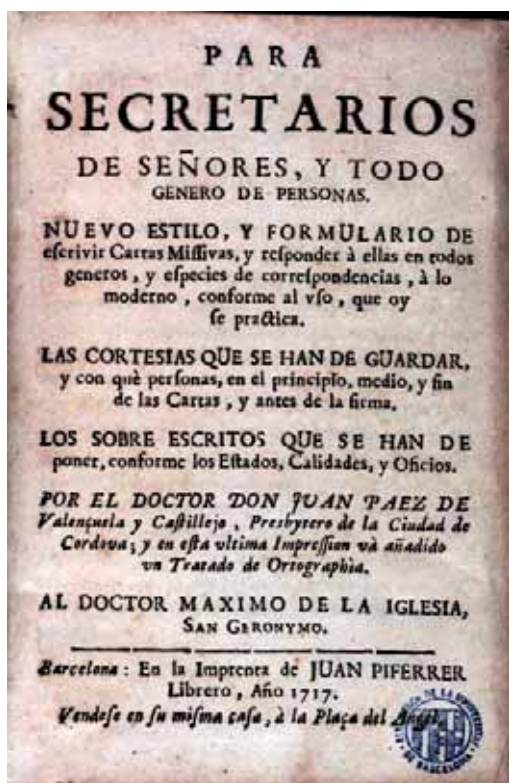 PARA
SECRETARIOS
DE SEÑORES, Y TODO
GENERO DE PERSONAS.
NUEVO ESTILO, Y FORMULARIO DE
eſcrivir Cartas Miſſivas, y reſponder à ellas en todos
generos, y eſpecies de correſpondencias, à lo
moderno, conforme al vſo, que oy
ſe practica.
LAS CORTESIAS QUE SE HAN DE GUARDAR,
y con què perſonas, en el principio, medio, y fin
de las Cartas, y antes de la firma.
LOS SOBRE ESCRITOS QUE SE HAN DE
poner, conforme los Eſtados, Calidades, y Oficios.
POR EL DOCTOR DON JUAN PAEZ DE
Valençuela y Caſtillejo, Presbytero de la Ciudad de
Cordova; y en eſta vltima Impreſſion và añadido
vn Tratado de Ortographia.
AL DOCTOR MAXIMO DE LA IGLESIA,
SAN GERONYMO.
Barcelona: En la Imprenta de JUAN PIFERRER
Librero, Año 1717.
Vendeſe en ſu miſma caſa, à la Plaça del Angel.
DE BARCELONA